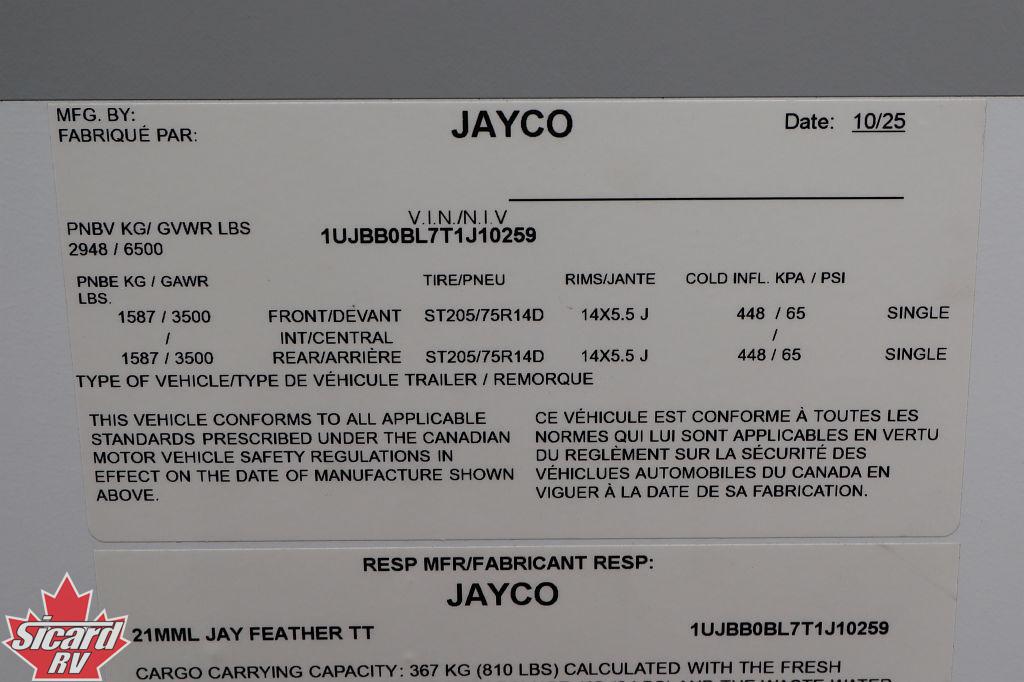 MFG. BY:
FABRIQUÉ PAR:
JAYCO
Date: 10/25
V.I.N./N.I.V
PNBV KG/ GVWR LBS
2948 / 6500
1UJBB0BL7T1J10259
PNBE KG / GAWR LBS.
TIRE/PNEU RIMS/JANTE COLD INFL. KPA / PSI
1587 / 3500 FRONT/DEVANT ST205/75R14D 14X5.5 J 448 / 65 SINGLE
/ INT/CENTRAL /
1587 / 3500 REAR/ARRIÈRE ST205/75R14D 14X5.5 J 448 / 65 SINGLE
TYPE OF VEHICLE/TYPE DE VÉHICULE TRAILER / REMORQUE
THIS VEHICLE CONFORMS TO ALL APPLICABLE
STANDARDS PRESCRIBED UNDER THE CANADIAN
MOTOR VEHICLE SAFETY REGULATIONS IN
EFFECT ON THE DATE OF MANUFACTURE SHOWN
ABOVE.
CE VÉHICULE EST CONFORME À TOUTES LES
NORMES QUI LUI SONT APPLICABLES EN VERTU
DU REGLÈMENT SUR LA SÉCURITÉ DES
VÉHICLUES AUTOMOBILES DU CANADA EN
VIGUER À LA DATE DE SA FABRICATION.
RESP MFR/FABRICANT RESP:
JAYCO
21MML JAY FEATHER TT 1UJBB0BL7T1J10259
CARGO CARRYING CAPACITY: 367 KG (810 LBS) CALCULATED WITH THE FRESH
AND THE WASTE WATER
Sicard
RV